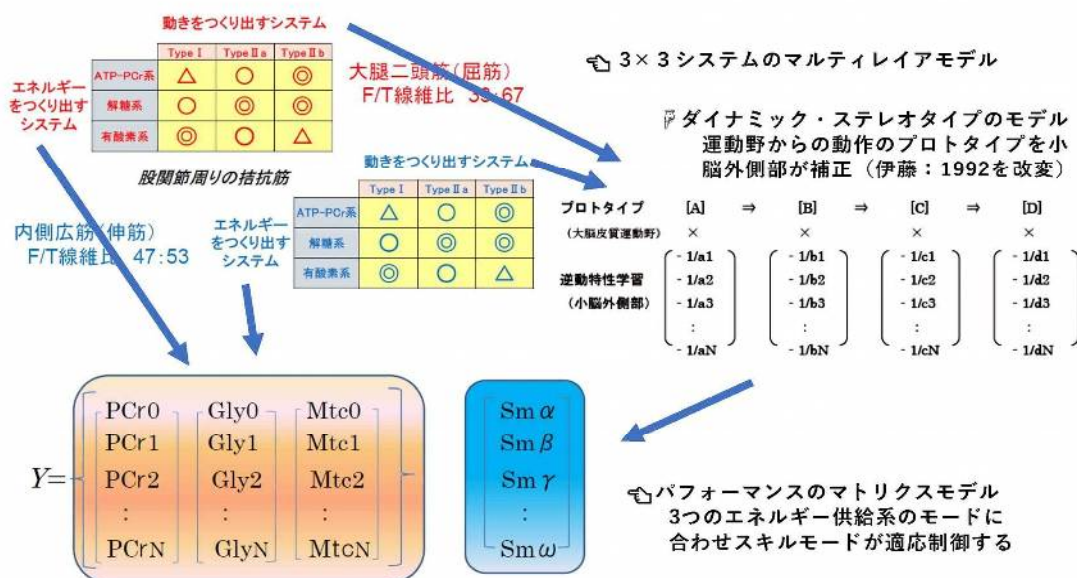 動きをつくり出すシステム
Type Ⅰ Type Ⅱa Type Ⅱb
ATP-PCr系 △ ○ ◎
解糖系 ○ ◎ ◎
有酸素系 ◎ ○ △
エネルギー
をつくり出す
システム
大腿二頭筋(屈筋)
F/T線維比 33:67
股関節周りの拮抗筋
動きをつくり出すシステム
Type Ⅰ Type Ⅱa Type Ⅱb
ATP-PCr系 △ ○ ◎
解糖系 ○ ◎ ◎
有酸素系 ◎ ○ △
エネルギー
をつくり出す
システム
内側広筋(伸筋)
F/T線維比 47:53
3×3システムのマルティレイアモデル
ダイナミック・ステレオタイプのモデル
運動野からの動作のプロトタイプを小
脳外側部が補正(伊藤:1992を改変)
プロトタイプ [A] ⇒ [B] ⇒ [C] ⇒ [D]
(大脳皮質運動野) × × × ×
- 1/a1 - 1/b1 - 1/c1 - 1/d1
逆動特性学習 - 1/a2 - 1/b2 - 1/c2 - 1/d2
(小脳外側部) - 1/a3 - 1/b3 - 1/c3 - 1/d3
: : : :
- 1/aN - 1/bN - 1/cN - 1/dN
PCr0 Gly0 Mtc0 Sm α
PCr1 Gly1 Mtc1 Sm β
Y= PCr2 Gly2 Mtc2 Sm γ
: : : :
PCrN GlyN MtcN Sm ω
パフォーマンスのマトリクスモデル
3つのエネルギー供給系のモードに
合わせスキルモードが適応制御する